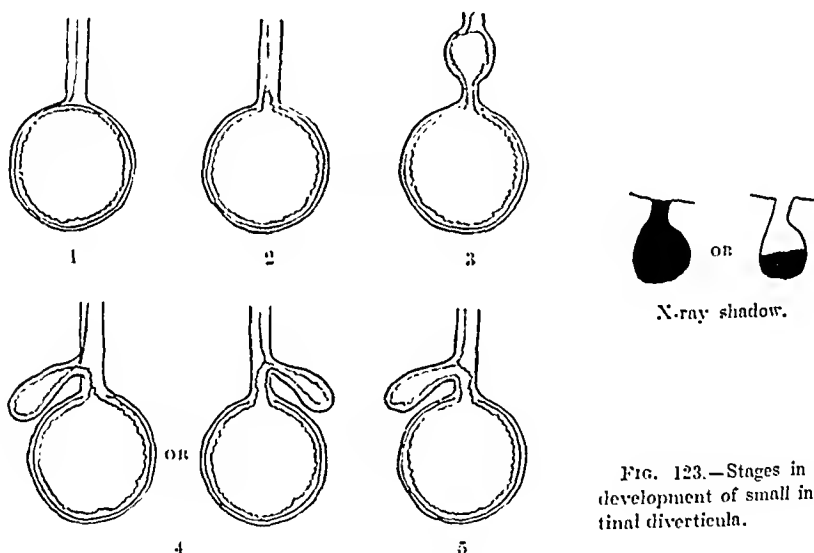 1
2
3
OR
X-ray shadow.
OR
4
5
FIG. 123.—Stages in
development of small in
tinal diverticula.